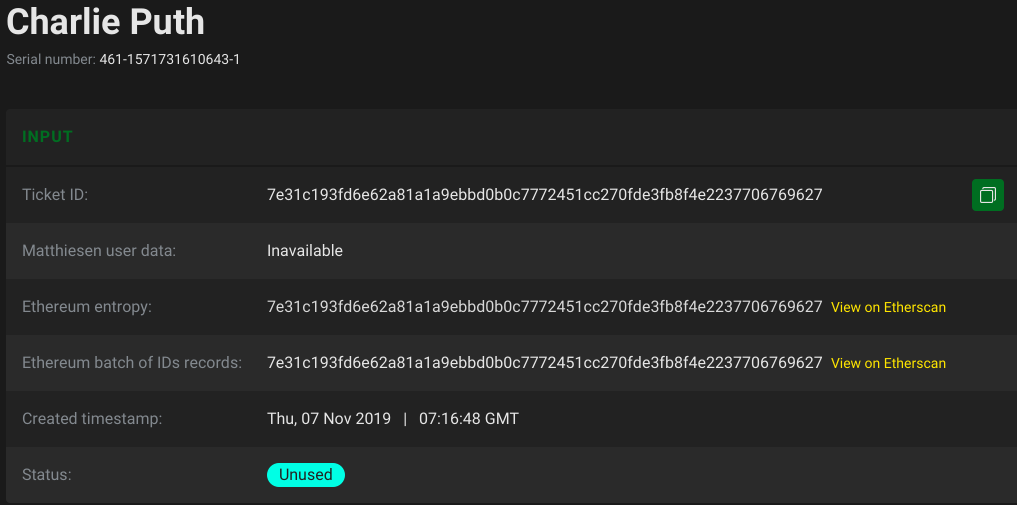 Charlie Puth
Serial number: 461-1571731610643-1
INPUT
Ticket ID: 7e31c193fd6e62a81a1a9ebbd0b0c7772451cc270fde3fb8f4e2237706769627
Matthiesen user data: Inavailable
Ethereum entropy: 7e31c193fd6e62a81a1a9ebbd0b0c7772451cc270fde3fb8f4e2237706769627 View on Etherscan
Ethereum batch of IDs records: 7e31c193fd6e62a81a1a9ebbd0b0c7772451cc270fde3fb8f4e2237706769627 View on Etherscan
Created timestamp: Thu, 07 Nov 2019 | 07:16:48 GMT
Status: Unused